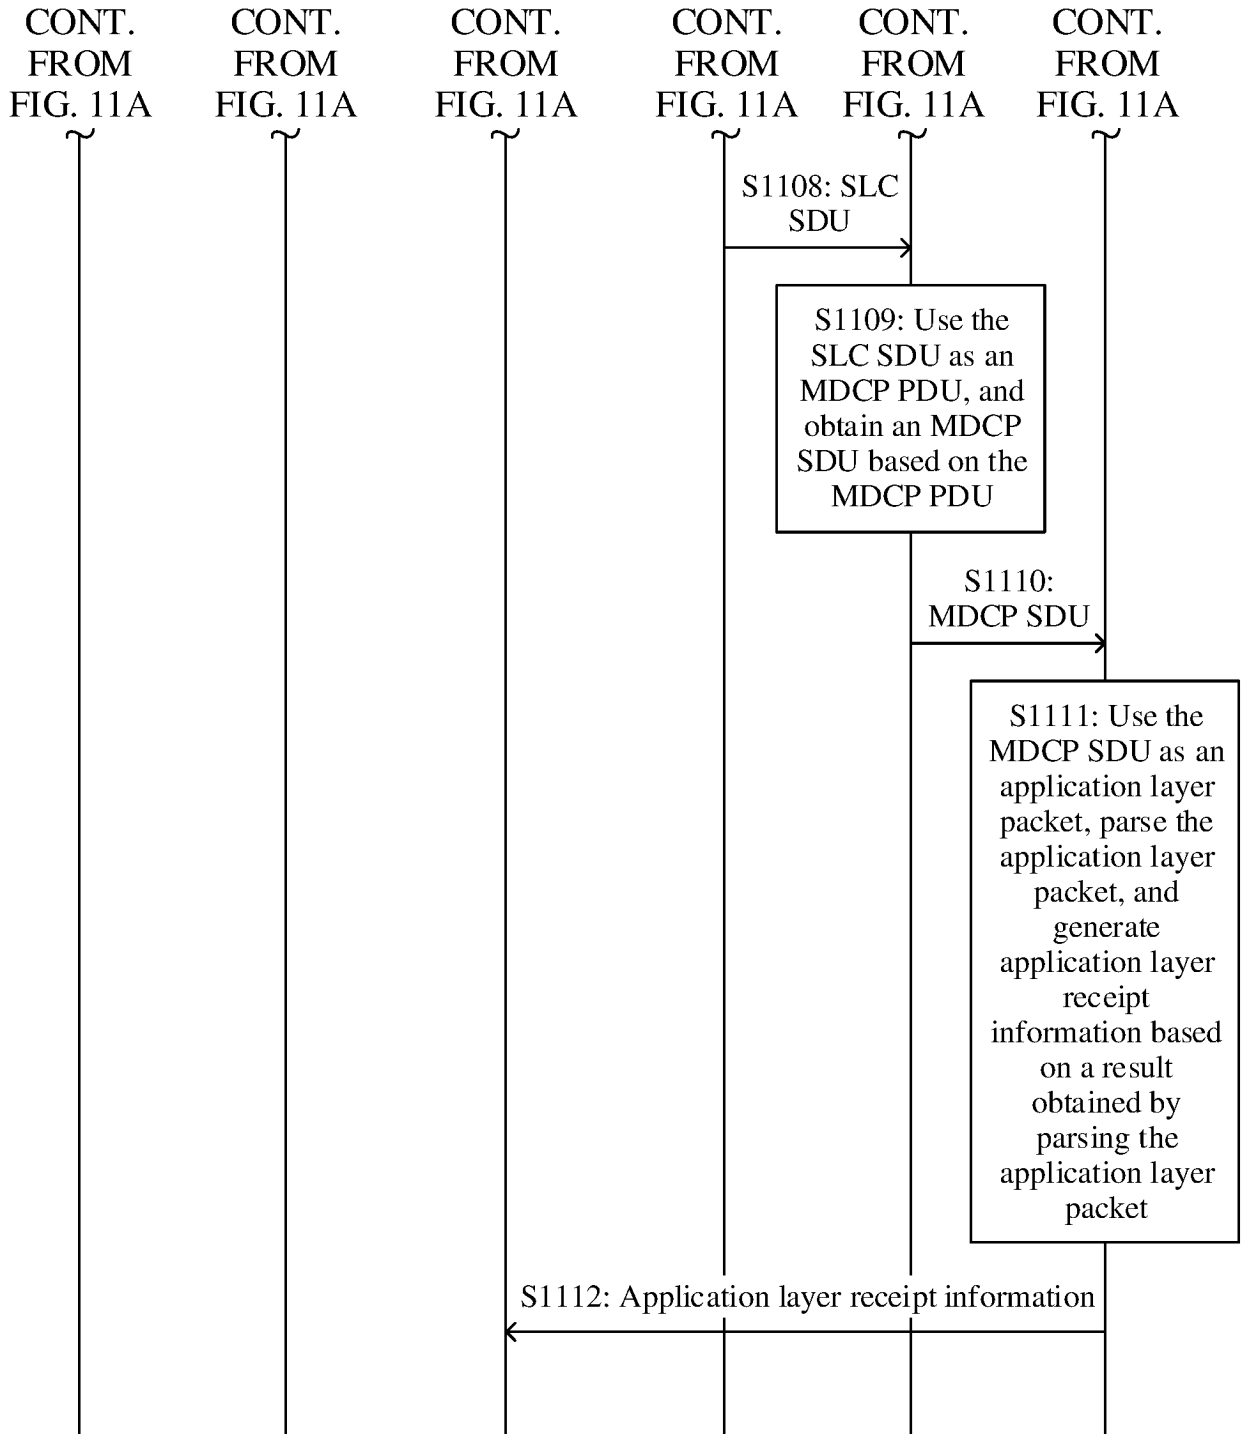 CONT. FROM FIG. 11A
CONT. FROM FIG. 11A
CONT. FROM FIG. 11A
CONT. FROM FIG. 11A
CONT. FROM FIG. 11A
CONT. FROM FIG. 11A
S1108: SLC
SDU
S1109: Use the
SLC SDU as an
MDCP PDU, and
obtain an MDCP
SDU based on the
MDCP PDU
S1110:
MDCP SDU
S1111: Use the
MDCP SDU as an
application layer
packet, parse the
application layer
packet, and
generate
application layer
receipt
information based
on a result
obtained by
parsing the
application layer
packet
S1112: Application layer receipt information